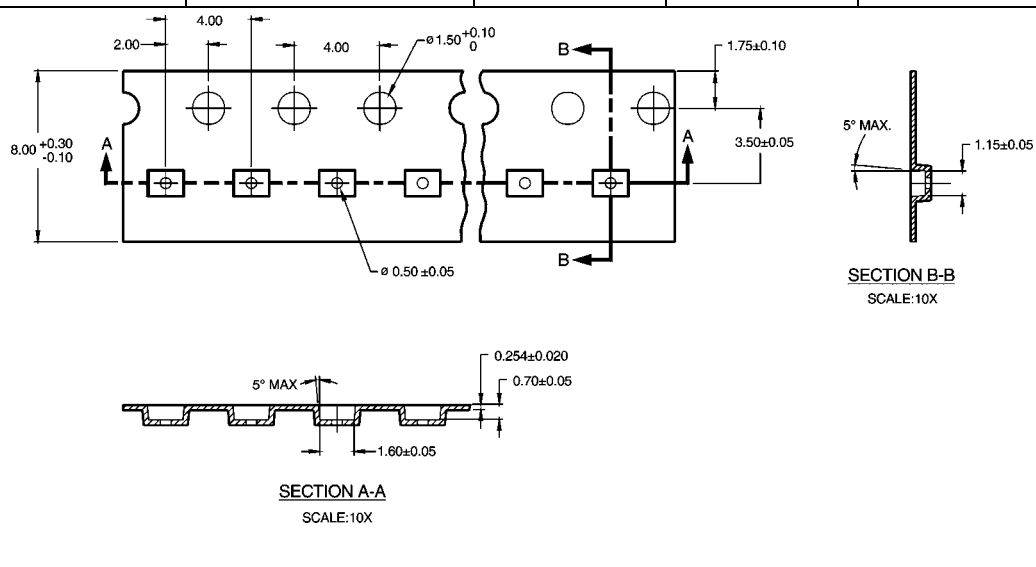 4.00
2.00
4.00
ø1.50 +0.10
0
B
1.75±0.10
8.00 +0.30
-0.10
A
A
3.50±0.05
5° MAX.
1.15±0.05
B
ø 0.50 ±0.05
SECTION B-B
SCALE:10X
0.254±0.020
5° MAX
0.70±0.05
1.60±0.05
SECTION A-A
SCALE:10X